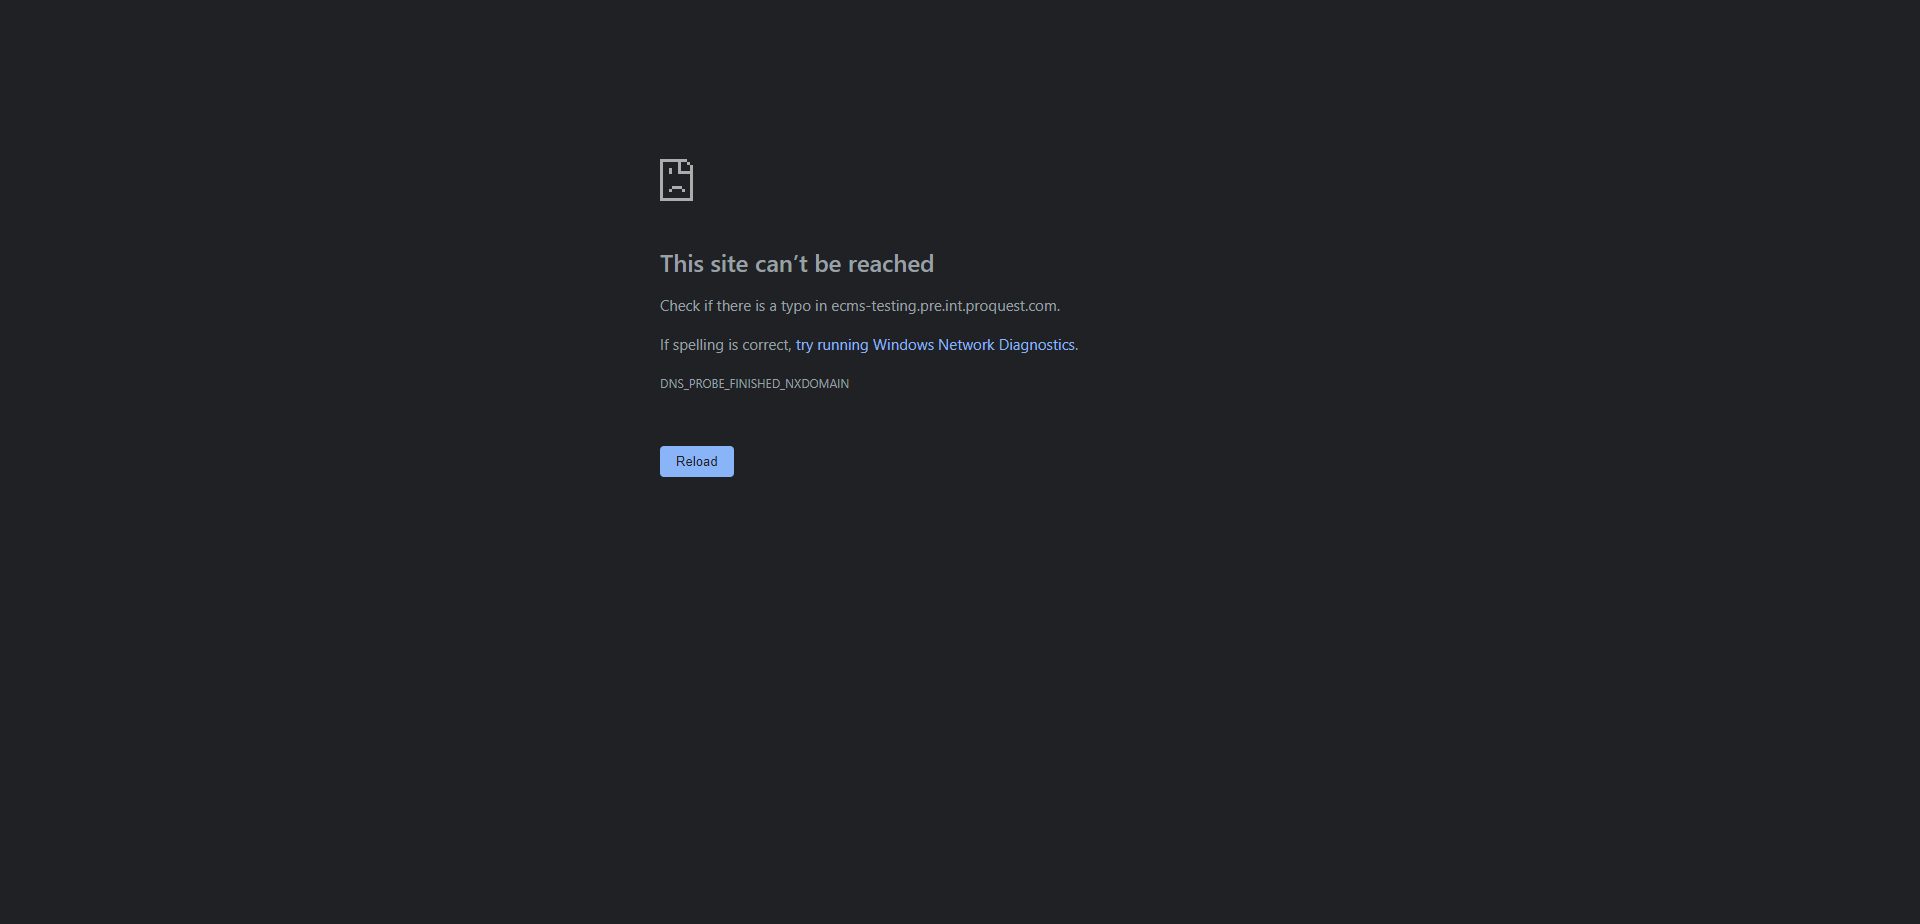 This site can’t be reached
Check if there is a typo in ecms-testing.pre.int.proquest.com.
If spelling is correct, try running Windows Network Diagnostics.
DNS_PROBE_FINISHED_NXDOMAIN
Reload